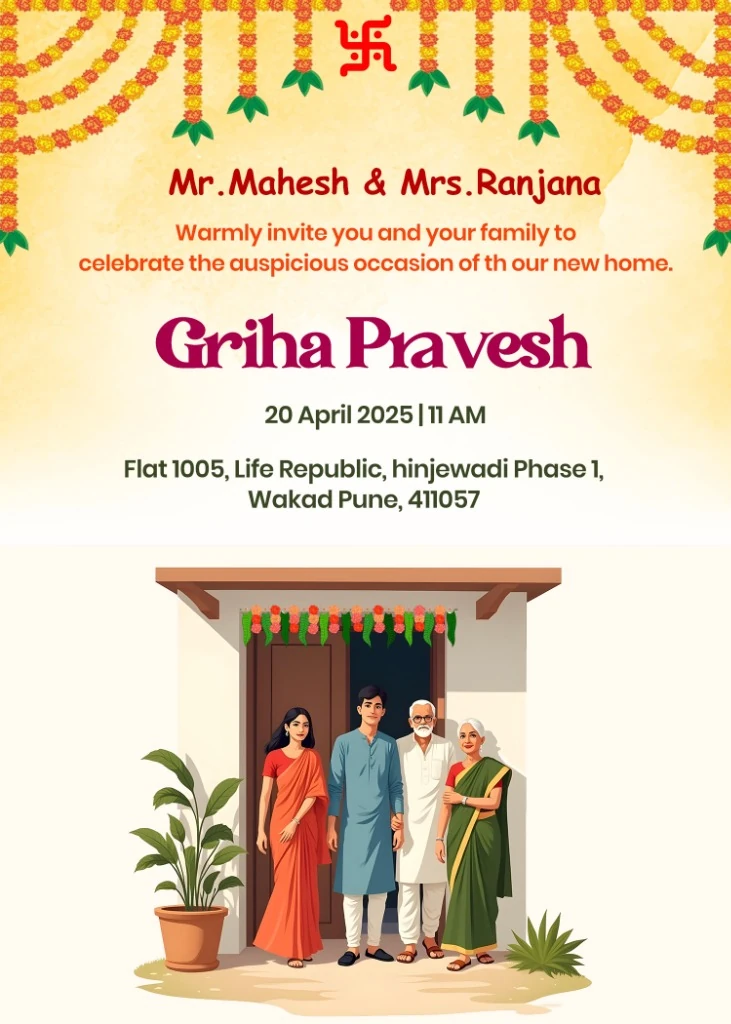 Mr.Mahesh & Mrs.Ranjana
Warmly invite you and your family to
celebrate the auspicious occasion of th our new home.
Griha Pravesh
20 April 2025 | 11 AM
Flat 1005, Life Republic, hinjewadi Phase 1,
Wakad Pune, 411057